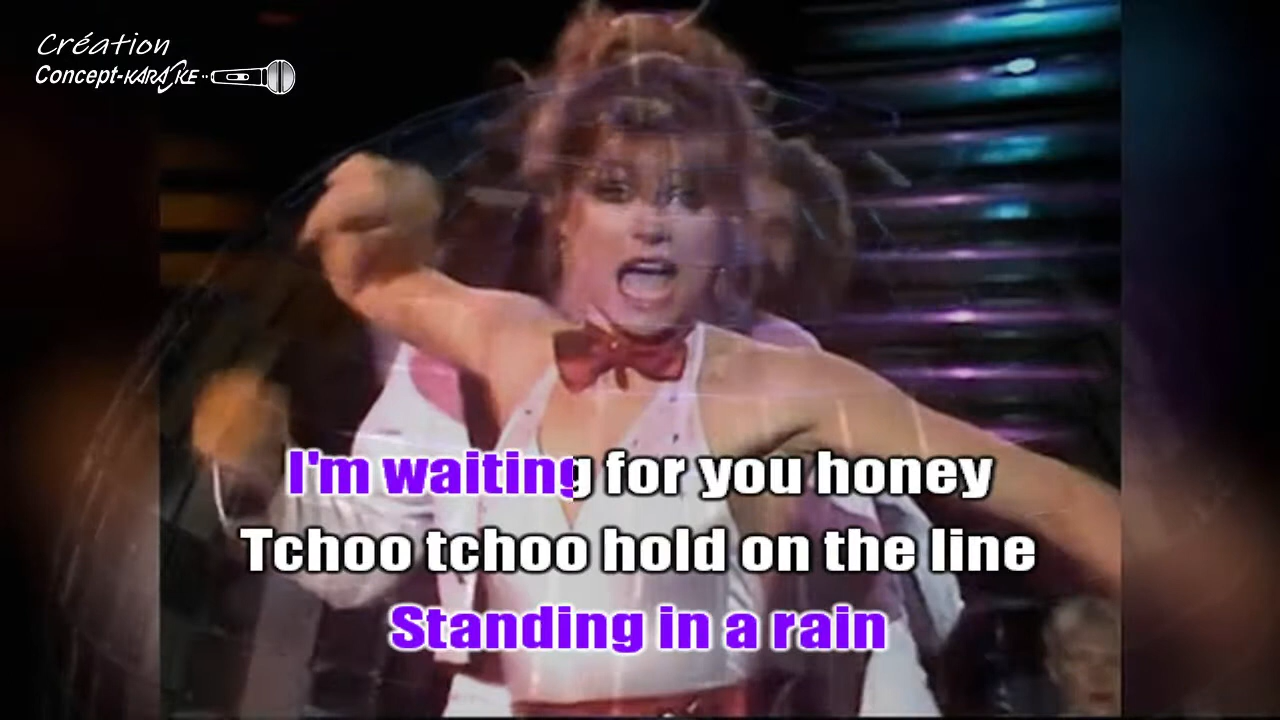 Création
Concept-KARAOKE
I'm waiting for you honey
Tchoo tchoo hold on the line
Standing in a rain